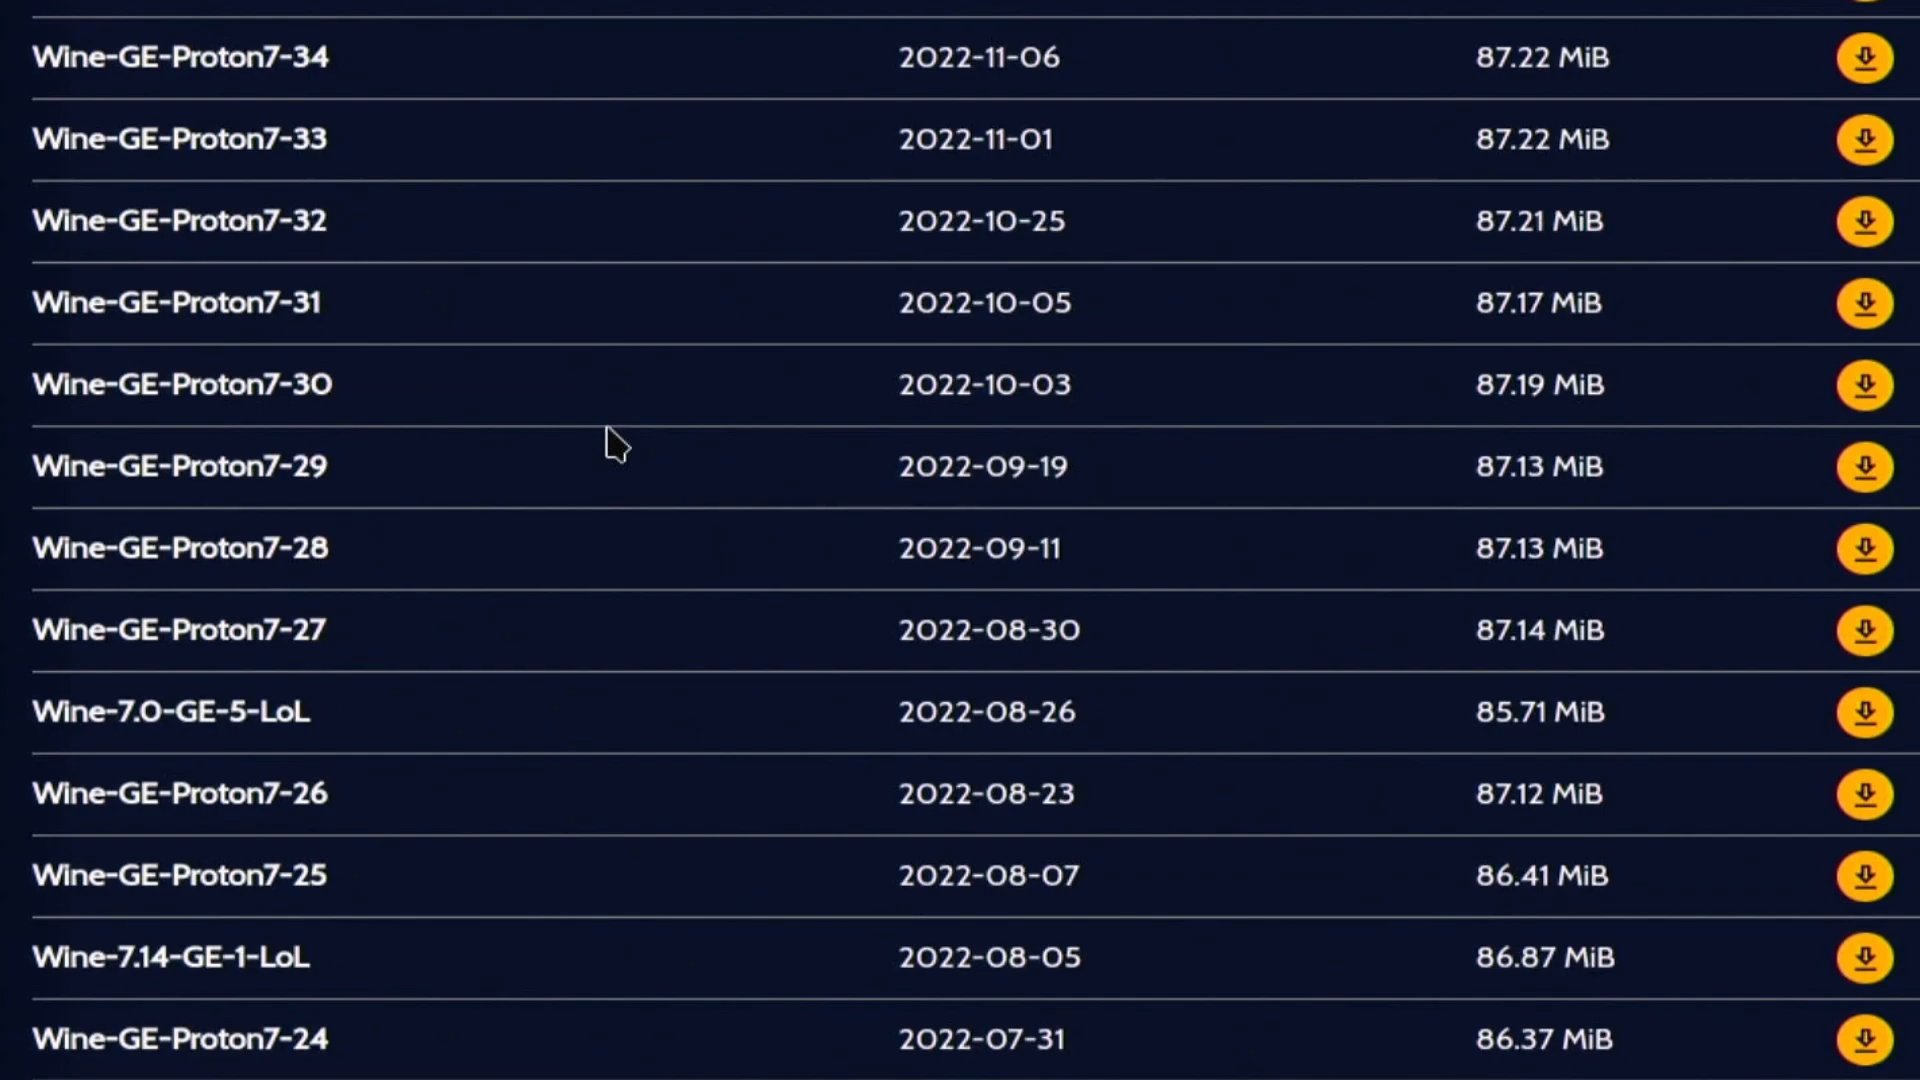 Wine-GE-Proton7-34 2022-11-06 87.22 MiB
Wine-GE-Proton7-33 2022-11-01 87.22 MiB
Wine-GE-Proton7-32 2022-10-25 87.21 MiB
Wine-GE-Proton7-31 2022-10-05 87.17 MiB
Wine-GE-Proton7-30 2022-10-03 87.19 MiB
Wine-GE-Proton7-29 2022-09-19 87.13 MiB
Wine-GE-Proton7-28 2022-09-11 87.13 MiB
Wine-GE-Proton7-27 2022-08-30 87.14 MiB
Wine-7.0-GE-5-LoL 2022-08-26 85.71 MiB
Wine-GE-Proton7-26 2022-08-23 87.12 MiB
Wine-GE-Proton7-25 2022-08-07 86.41 MiB
Wine-7.14-GE-1-LoL 2022-08-05 86.87 MiB
Wine-GE-Proton7-24 2022-07-31 86.37 MiB